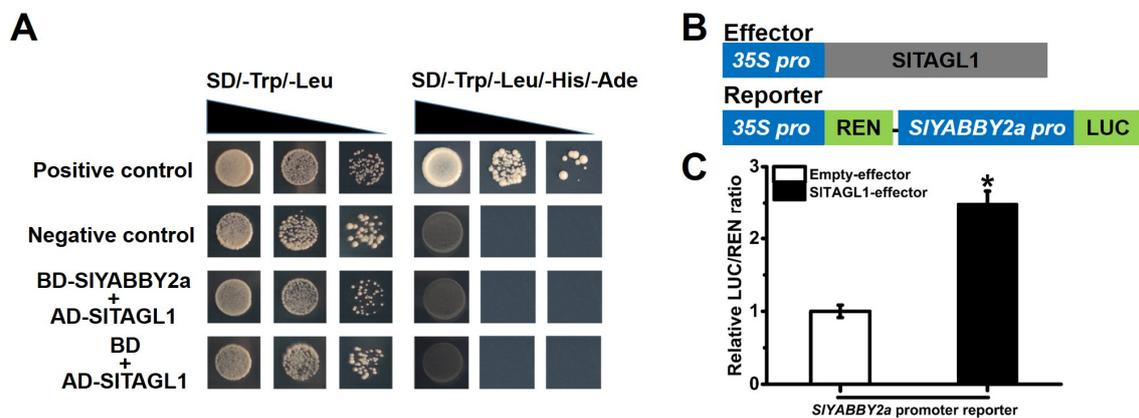 A
SD/-Trp/-Leu
SD/-Trp/-Leu/-His/-Ade
Positive control
Negative control
BD-SlYABBY2a
+
AD-SlTAGL1
BD
+
AD-SlTAGL1
B
Effector
35S pro
SlTAGL1
Reporter
35S pro
REN
SlYABBY2a pro
LUC
C
Relative LUC/REN ratio
3
2
1
0
Empty-effector
SlTAGL1-effector
*
SlYABBY2a promoter reporter